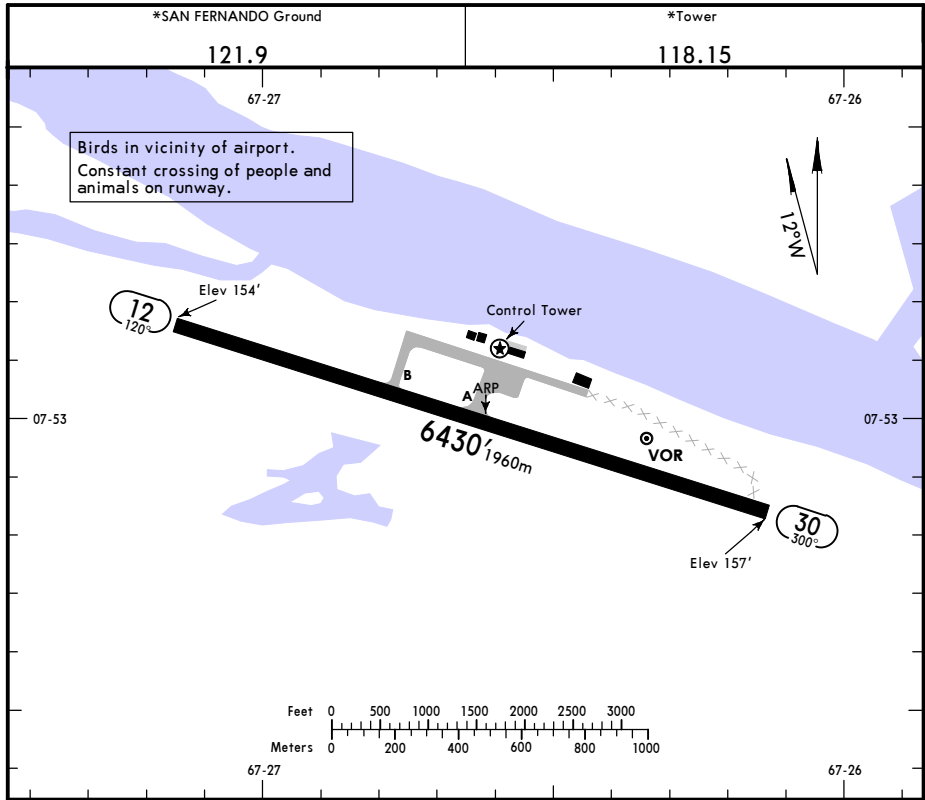 *SAN FERNANDO Ground
121.9
*Tower
118.15
67-27
67-26
Birds in vicinity of airport.
Constant crossing of people and
animals on runway.
12°W
Elev 154'
12
120°
Control Tower
B
A
ARP
07-53
07-53
6430' 1960m
VOR
30
300°
Elev 157'
Feet 0 500 1000 1500 2000 2500 3000
Meters 0 200 400 600 800 1000
67-27
67-26